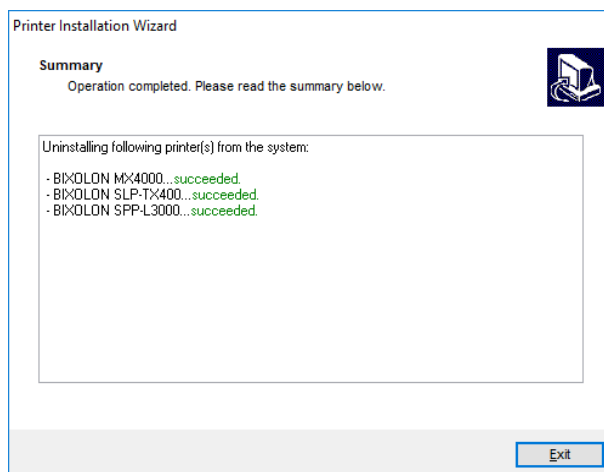 Printer Installation Wizard
Summary
Operation completed. Please read the summary below.
Uninstalling following printer(s) from the system:
- BIXOLON MX4000...succeeded.
- BIXOLON SLP-TX400...succeeded.
- BIXOLON SPP-L3000...succeeded.
Exit